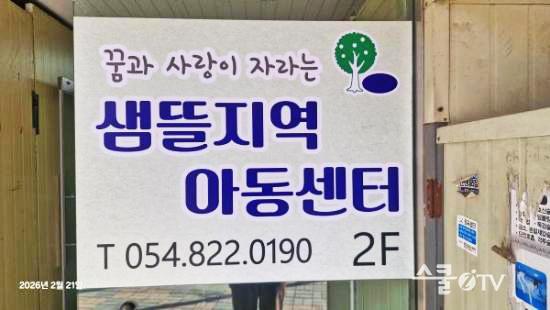 꿈과 사랑이 자라는
샘뜰지역
아동센터
T 054.822.0190 2F
2026년 2월 21일
스쿨iTV